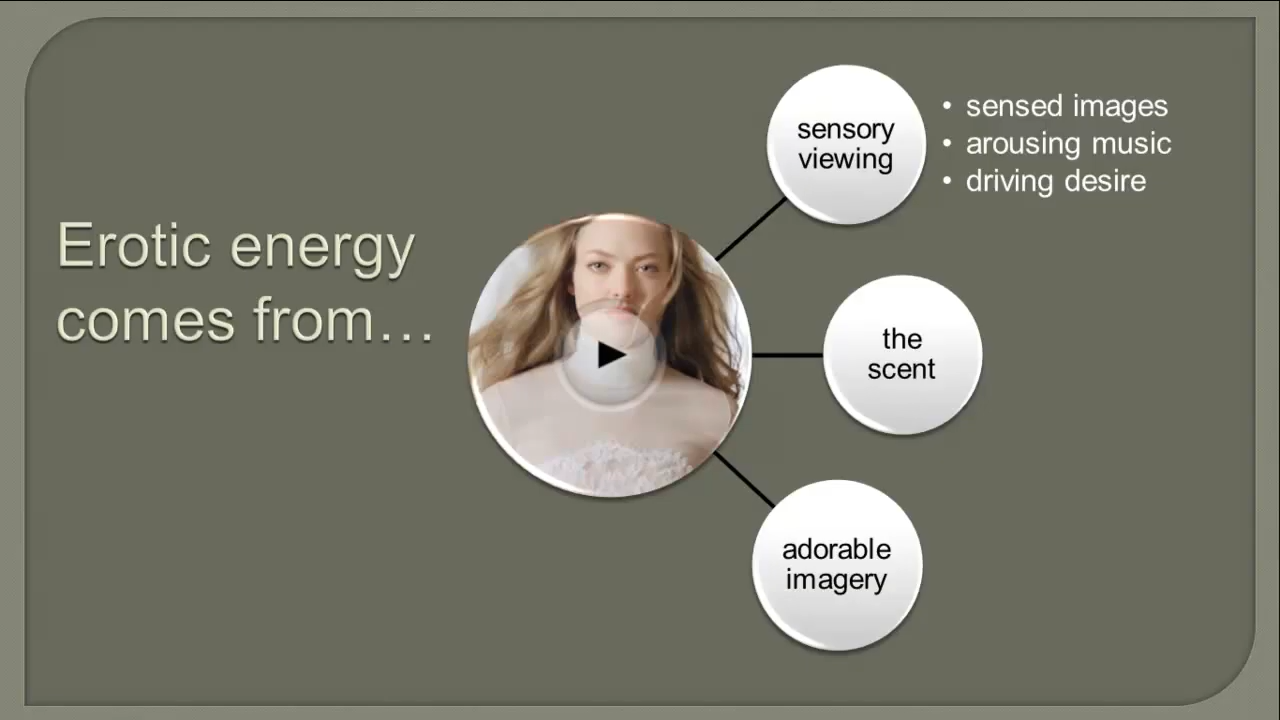 Erotic energy
comes from…
sensory
viewing
• sensed images
• arousing music
• driving desire
the
scent
adorable
imagery